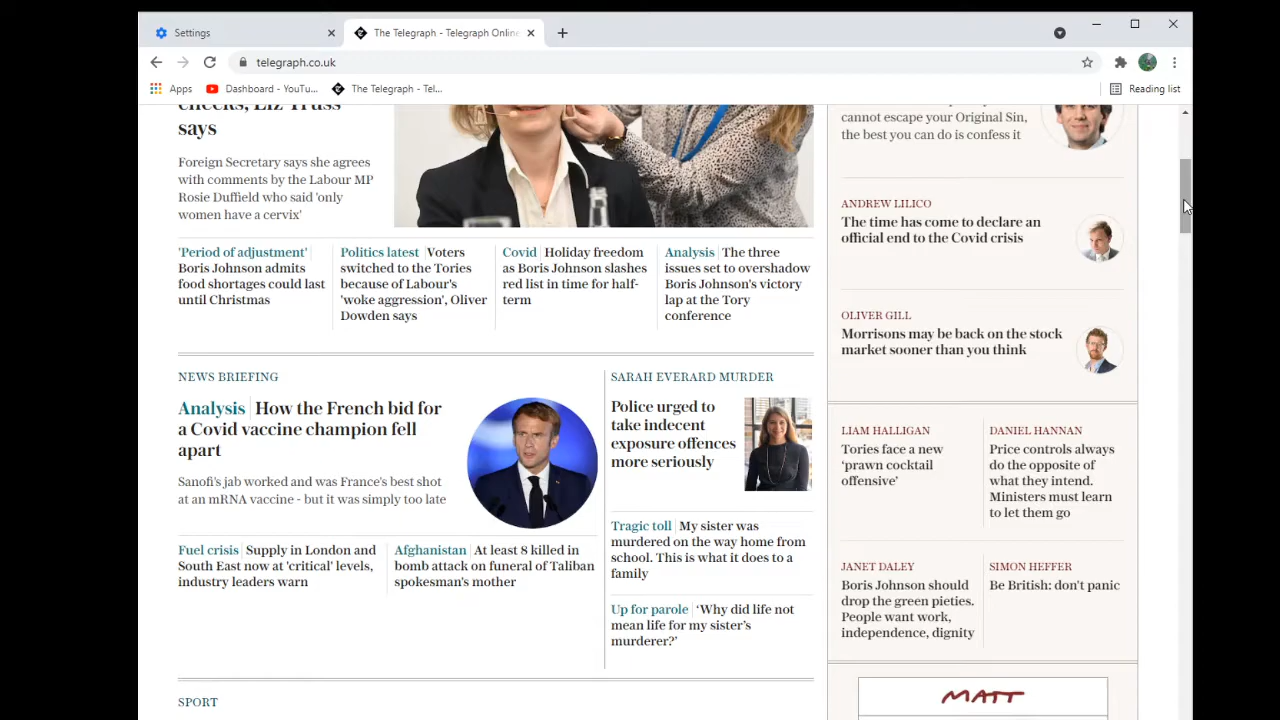 Settings
The Telegraph - Telegraph Online
telegraph.co.uk
Apps
Dashboard - YouTu...
The Telegraph - Tel...
Reading list
checks, Liz Truss
says
Foreign Secretary says she agrees
with comments by the Labour MP
Rosie Duffield who said 'only
women have a cervix'
'Period of adjustment'
Boris Johnson admits
food shortages could last
until Christmas
Politics latest Voters
switched to the Tories
because of Labour's
'woke aggression', Oliver
Dowden says
Covid Holiday freedom
as Boris Johnson slashes
red list in time for half-
term
Analysis The three
issues set to overshadow
Boris Johnson's victory
lap at the Tory
conference
NEWS BRIEFING
Analysis How the French bid for
a Covid vaccine champion fell
apart
Sanofi's jab worked and was France's best shot
at an mRNA vaccine - but it was simply too late
Fuel crisis Supply in London and
South East now at 'critical' levels,
industry leaders warn
Afghanistan At least 8 killed in
bomb attack on funeral of Taliban
spokesman's mother
SARAH EVERARD MURDER
Police urged to
take indecent
exposure offences
more seriously
Tragic toll My sister was
murdered on the way home from
school. This is what it does to a
family
Up for parole 'Why did life not
mean life for my sister's
murderer?'
SPORT
cannot escape your Original Sin,
the best you can do is confess it
ANDREW LILICO
The time has come to declare an
official end to the Covid crisis
OLIVER GILL
Morrisons may be back on the stock
market sooner than you think
LIAM HALLIGAN
Tories face a new
'prawn cocktail
offensive'
DANIEL HANNAN
Price controls always
do the opposite of
what they intend.
Ministers must learn
to let them go
JANET DALEY
Boris Johnson should
drop the green pieties.
People want work,
independence, dignity
SIMON HEFFER
Be British: don't panic
MATT